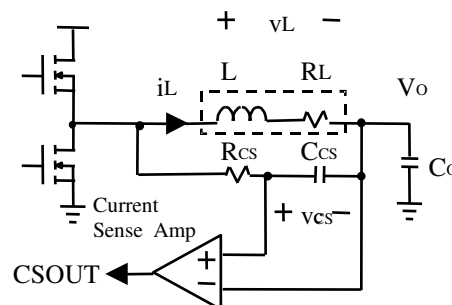 + vL −
iL L RL VO
RCS CCS CO
+ vcs −
Current
Sense Amp
CSOUT + −